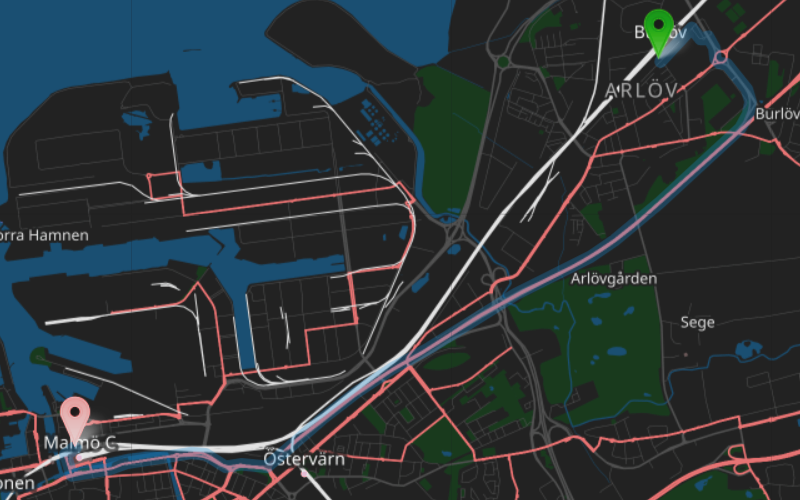 Burlöv
ARLÖV
Burlöv
orra Hamnen
Arlövgården
Sege
Malmö C
Östervärn
onen